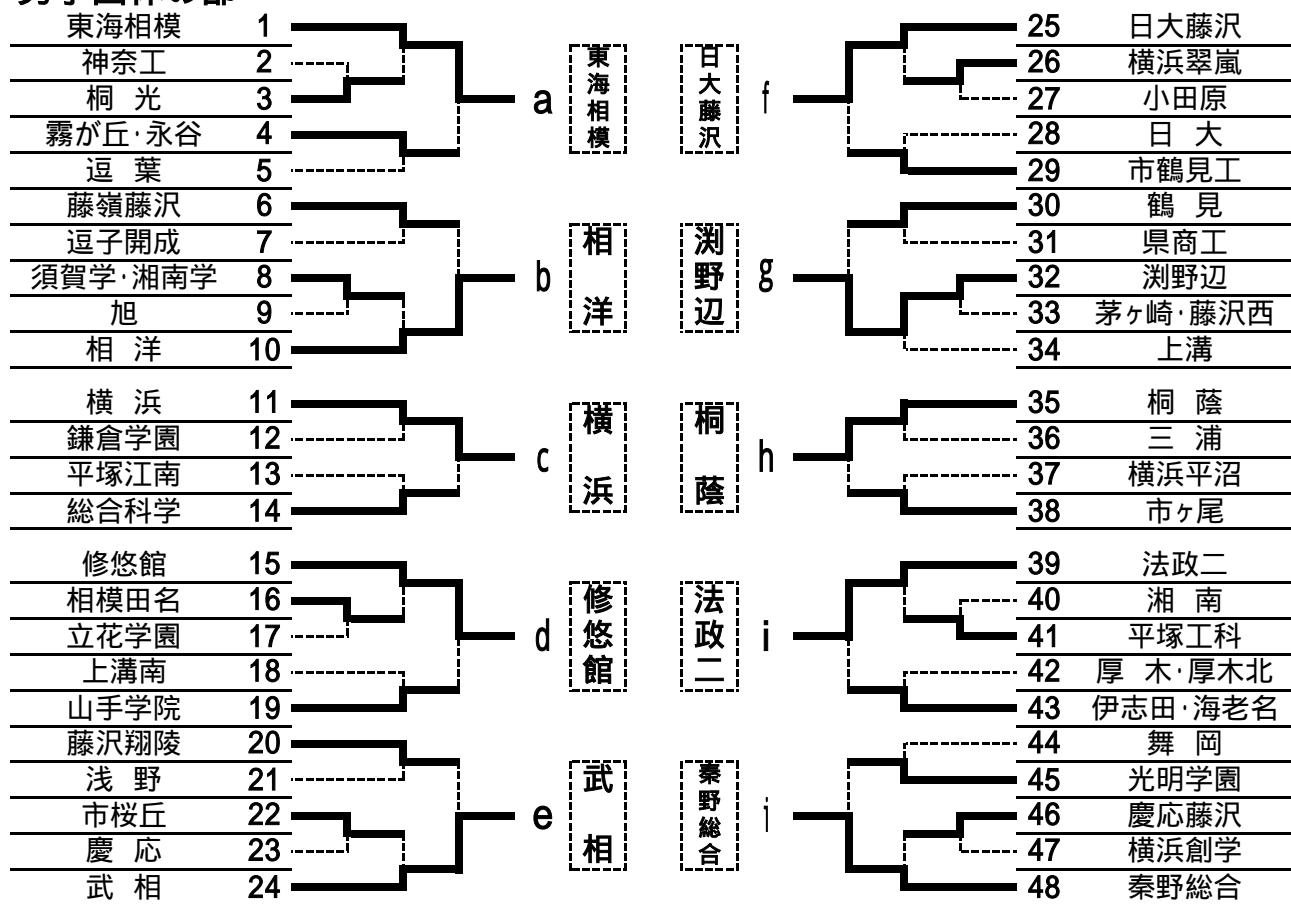 東海相模 1
神奈工 2
桐 光 3
霧が丘・永谷 4
逗 葉 5
藤嶺藤沢 6
逗子開成 7
須賀学・湘南学 8
旭 9
相 洋 10
横 浜 11
鎌倉学園 12
平塚江南 13
総合科学 14
修悠館 15
相模田名 16
立花学園 17
上溝南 18
山手学院 19
藤沢翔陵 20
浅 野 21
市桜丘 22
慶 応 23
武 相 24
a 東海相模
b 相洋
c 横浜
d 修悠館
e 武相
日大藤沢 f
渕野辺 g
桐蔭 h
法政二 i
秦野総合 j
25 日大藤沢
26 横浜翠嵐
27 小田原
28 日 大
29 市鶴見工
30 鶴 見
31 県商工
32 渕野辺
33 茅ヶ崎・藤沢西
34 上溝
35 桐 蔭
36 三 浦
37 横浜平沼
38 市ヶ尾
39 法政二
40 湘 南
41 平塚工科
42 厚 木・厚木北
43 伊志田・海老名
44 舞 岡
45 光明学園
46 慶応藤沢
47 横浜創学
48 秦野総合